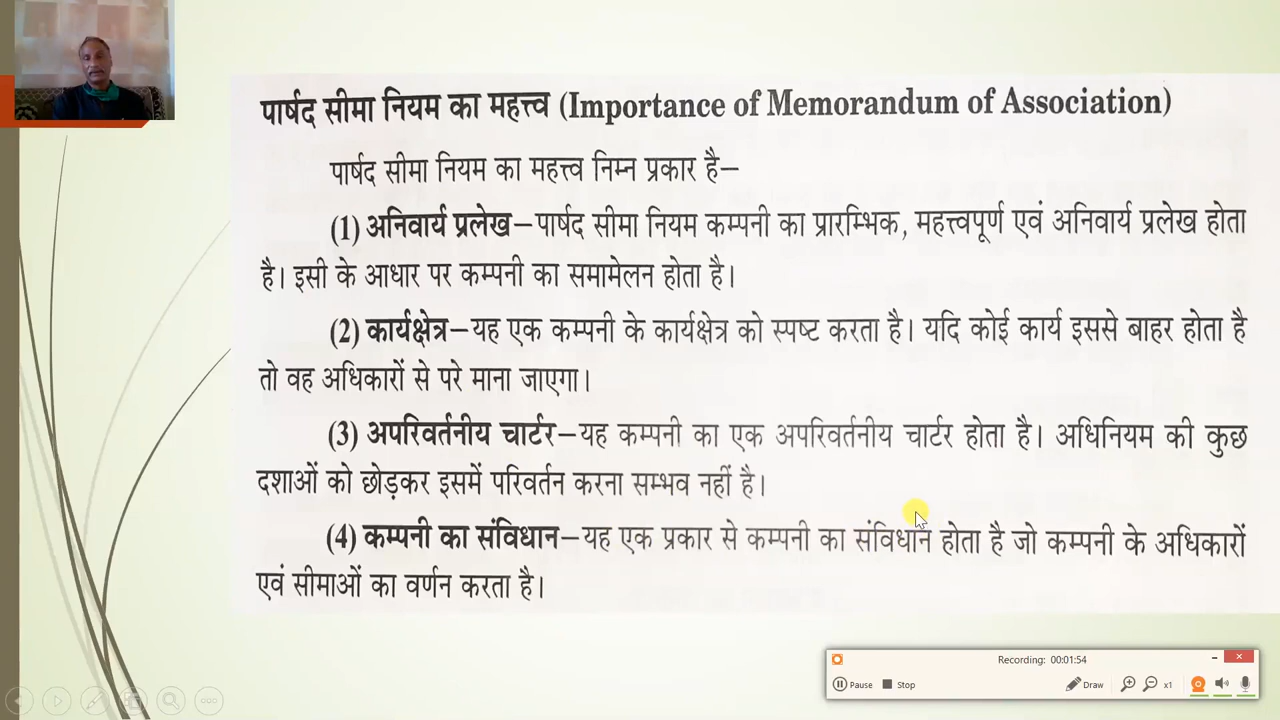 पार्षद सीमा नियम का महत्त्व (Importance of Memorandum of Association)
पार्षद सीमा नियम का महत्त्व निम्न प्रकार है–
(1) अनिवार्य प्रलेख–पार्षद सीमा नियम कम्पनी का प्रारम्भिक, महत्त्वपूर्ण एवं अनिवार्य प्रलेख होता
है। इसी के आधार पर कम्पनी का समामेलन होता है।
(2) कार्यक्षेत्र–यह एक कम्पनी के कार्यक्षेत्र को स्पष्ट करता है। यदि कोई कार्य इससे बाहर होता है
तो वह अधिकारों से परे माना जाएगा।
(3) अपरिवर्तनीय चार्टर–यह कम्पनी का एक अपरिवर्तनीय चार्टर होता है। अधिनियम की कुछ
दशाओं को छोड़कर इसमें परिवर्तन करना सम्भव नहीं है।
(4) कम्पनी का संविधान–यह एक प्रकार से कम्पनी का संविधान होता है जो कम्पनी के अधिकारों
एवं सीमाओं का वर्णन करता है।
Recording: 00:01:54
Pause Stop Draw x1